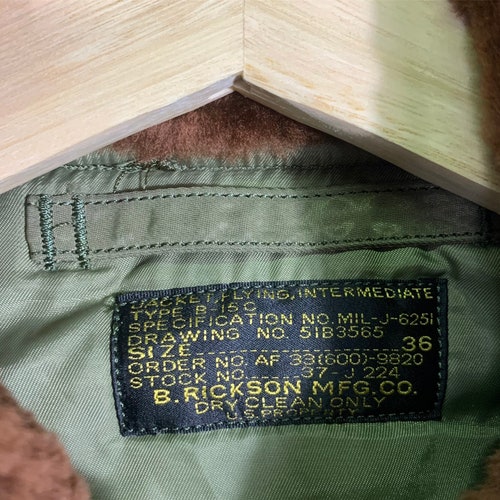 JACKET, FLYING, INTERMEDIATE
TYPE B-15C
SPECIFICATION NO. MIL-J-6251
DRAWING NO. 51B3565
SIZE 36
ORDER NO. AF 33(600)-9820
STOCK NO. 37-J 224
B. RICKSON MFG. CO.
DRY CLEAN ONLY
U.S. PROPERTY